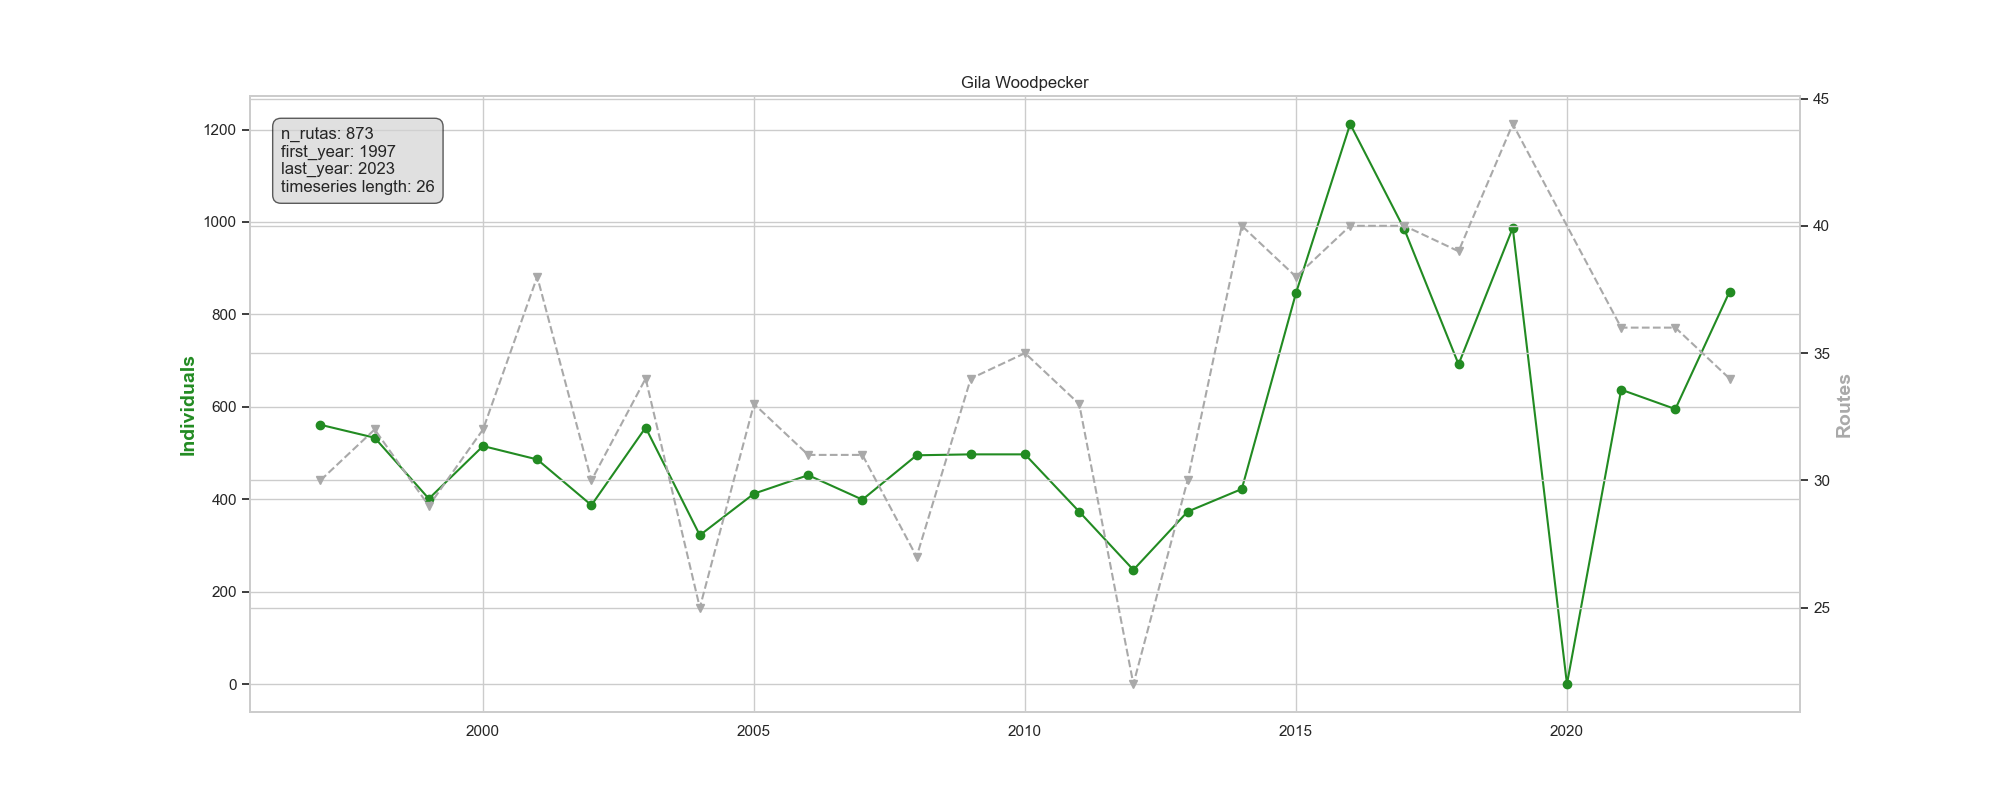 Gila Woodpecker
n_rutas: 873
first_year: 1997
last_year: 2023
timeseries length: 26
Individuals
1200
1000
800
600
400
200
0
45
40
35
30
25
Routes
2000
2005
2010
2015
2020